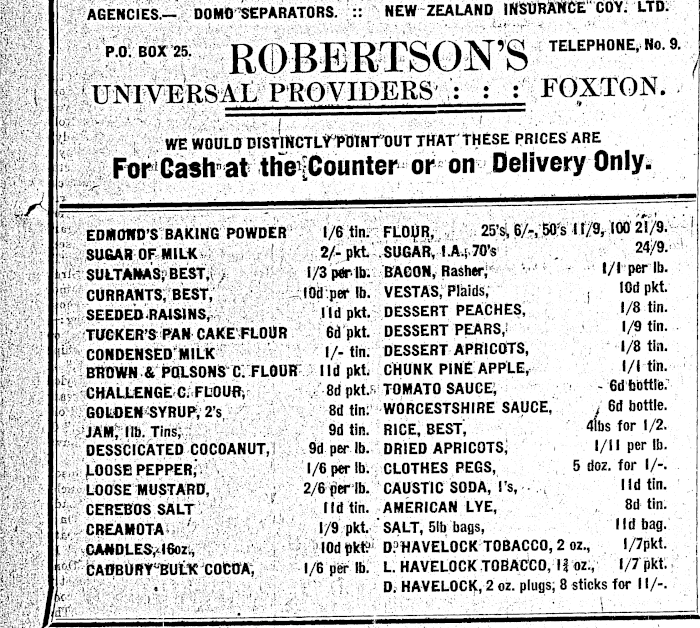 AGENCIES.— DOMO SEPARATORS. :: NEW ZEALAND INSURANCE COY. LTD.
P.O. BOX 25. ROBERTSON'S TELEPHONE, No. 9.
UNIVERSAL PROVIDERS : : : FOXTON.
WE WOULD DISTINCTLY POINT OUT THAT THESE PRICES ARE
For Cash at the Counter or on Delivery Only.
EDMOND'S BAKING POWDER 1/6 tin.
SUGAR OF MILK 2/- pkt.
SULTANAS, BEST, 1/3 per lb.
CURRANTS, BEST, 10d per lb.
SEEDED RAISINS, 11d pkt.
TUCKER'S PAN CAKE FLOUR 6d pkt.
CONDENSED MILK 1/- tin.
BROWN & POLSONS C. FLOUR 11d pkt.
CHALLENGE C. FLOUR, 8d pkt.
GOLDEN SYRUP, 2's 8d tin.
JAM, 1lb. Tins, 9d tin.
DESSCICATED COCOANUT, 9d per lb.
LOOSE PEPPER, 1/6 per lb.
LOOSE MUSTARD, 2/6 per lb.
CEREBOS SALT 11d tin.
CREAMOTA 1/9 pkt.
CANDLES, 16oz., 10d pkt.
CADBURY BULK COCOA, 1/6 per lb.
FLOUR, 25's, 6/-, 50's 11/9, 100 21/9.
SUGAR, 1.A., 70's 24/9.
BACON, Rasher, 1/1 per lb.
VESTAS, Plaids, 10d pkt.
DESSERT PEACHES, 1/8 tin.
DESSERT PEARS, 1/9 tin.
DESSERT APRICOTS, 1/8 tin.
CHUNK PINE APPLE, 1/1 tin.
TOMATO SAUCE, 6d bottle.
WORCESTSHIRE SAUCE, 6d bottle.
RICE, BEST, 4lbs for 1/2.
DRIED APRICOTS, 1/11 per lb.
CLOTHES PEGS, 5 doz. for 1/-.
CAUSTIC SODA, 1's, 11d tin.
AMERICAN LYE, 8d tin.
SALT, 5lb bags, 11d bag.
D. HAVELOCK TOBACCO, 2 oz., 1/7pkt.
L. HAVELOCK TOBACCO, 1¾ oz., 1/7 pkt.
D. HAVELOCK, 2 oz. plugs, 8 sticks for 11/-.